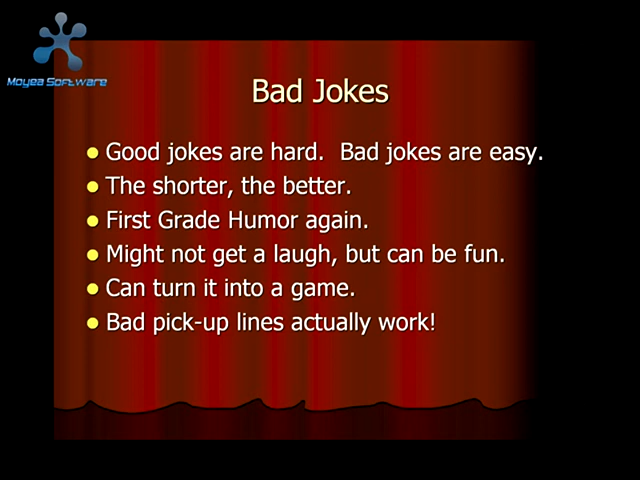 Moyea Software
Bad Jokes
Good jokes are hard.  Bad jokes are easy.
The shorter, the better.
First Grade Humor again.
Might not get a laugh, but can be fun.
Can turn it into a game.
Bad pick-up lines actually work!